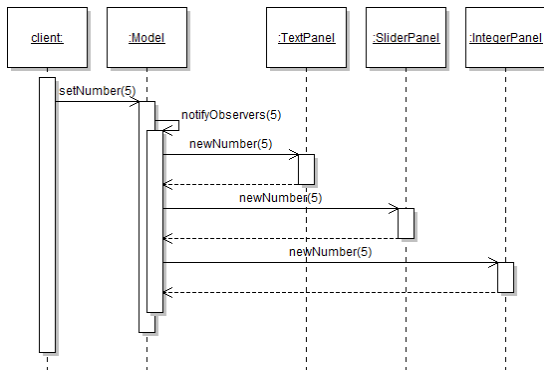 client:
:Model
:TextPanel
:SliderPanel
:IntegerPanel
setNumber(5)
notifyObservers(5)
newNumber(5)
newNumber(5)
newNumber(5)